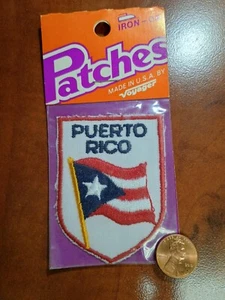 IRON-ON
Patches
MADE IN U.S.A. BY
Voyager
PUERTO
RICO